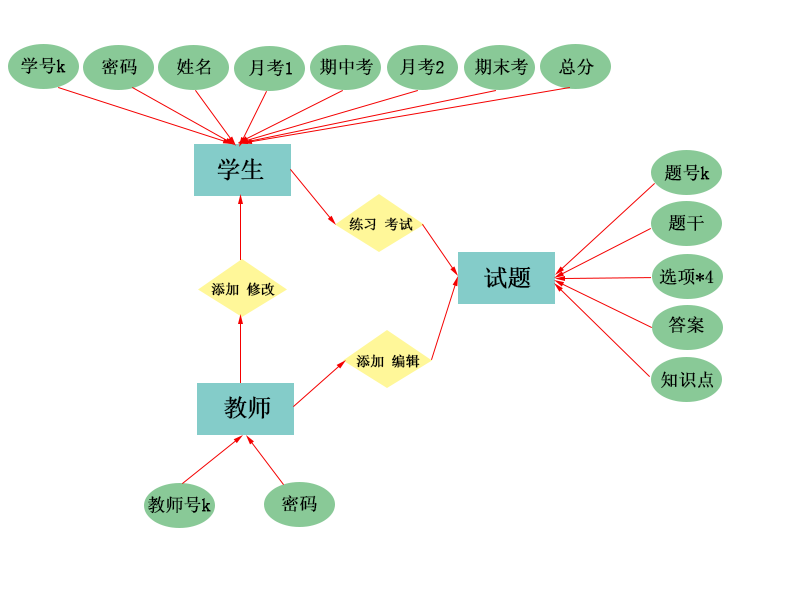 学号k
密码
姓名
月考1
期中考
月考2
期末考
总分
学生
练习 考试
题号k
题干
试题
选项*4
添加 修改
答案
添加 编辑
知识点
教师
教师号k
密码